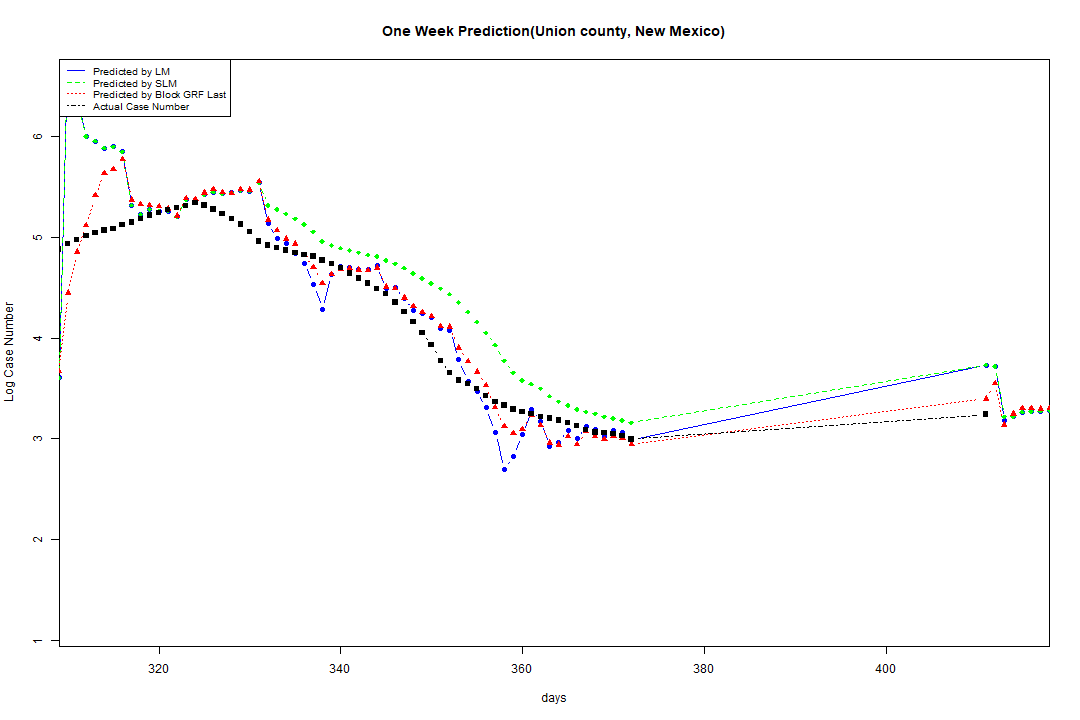 One Week Prediction(Union county, New Mexico)
Predicted by LM
Predicted by SLM
Predicted by Block GRF Last
Actual Case Number
6
5
4
3
2
1
Log Case Number
320 340 360 380 400
days